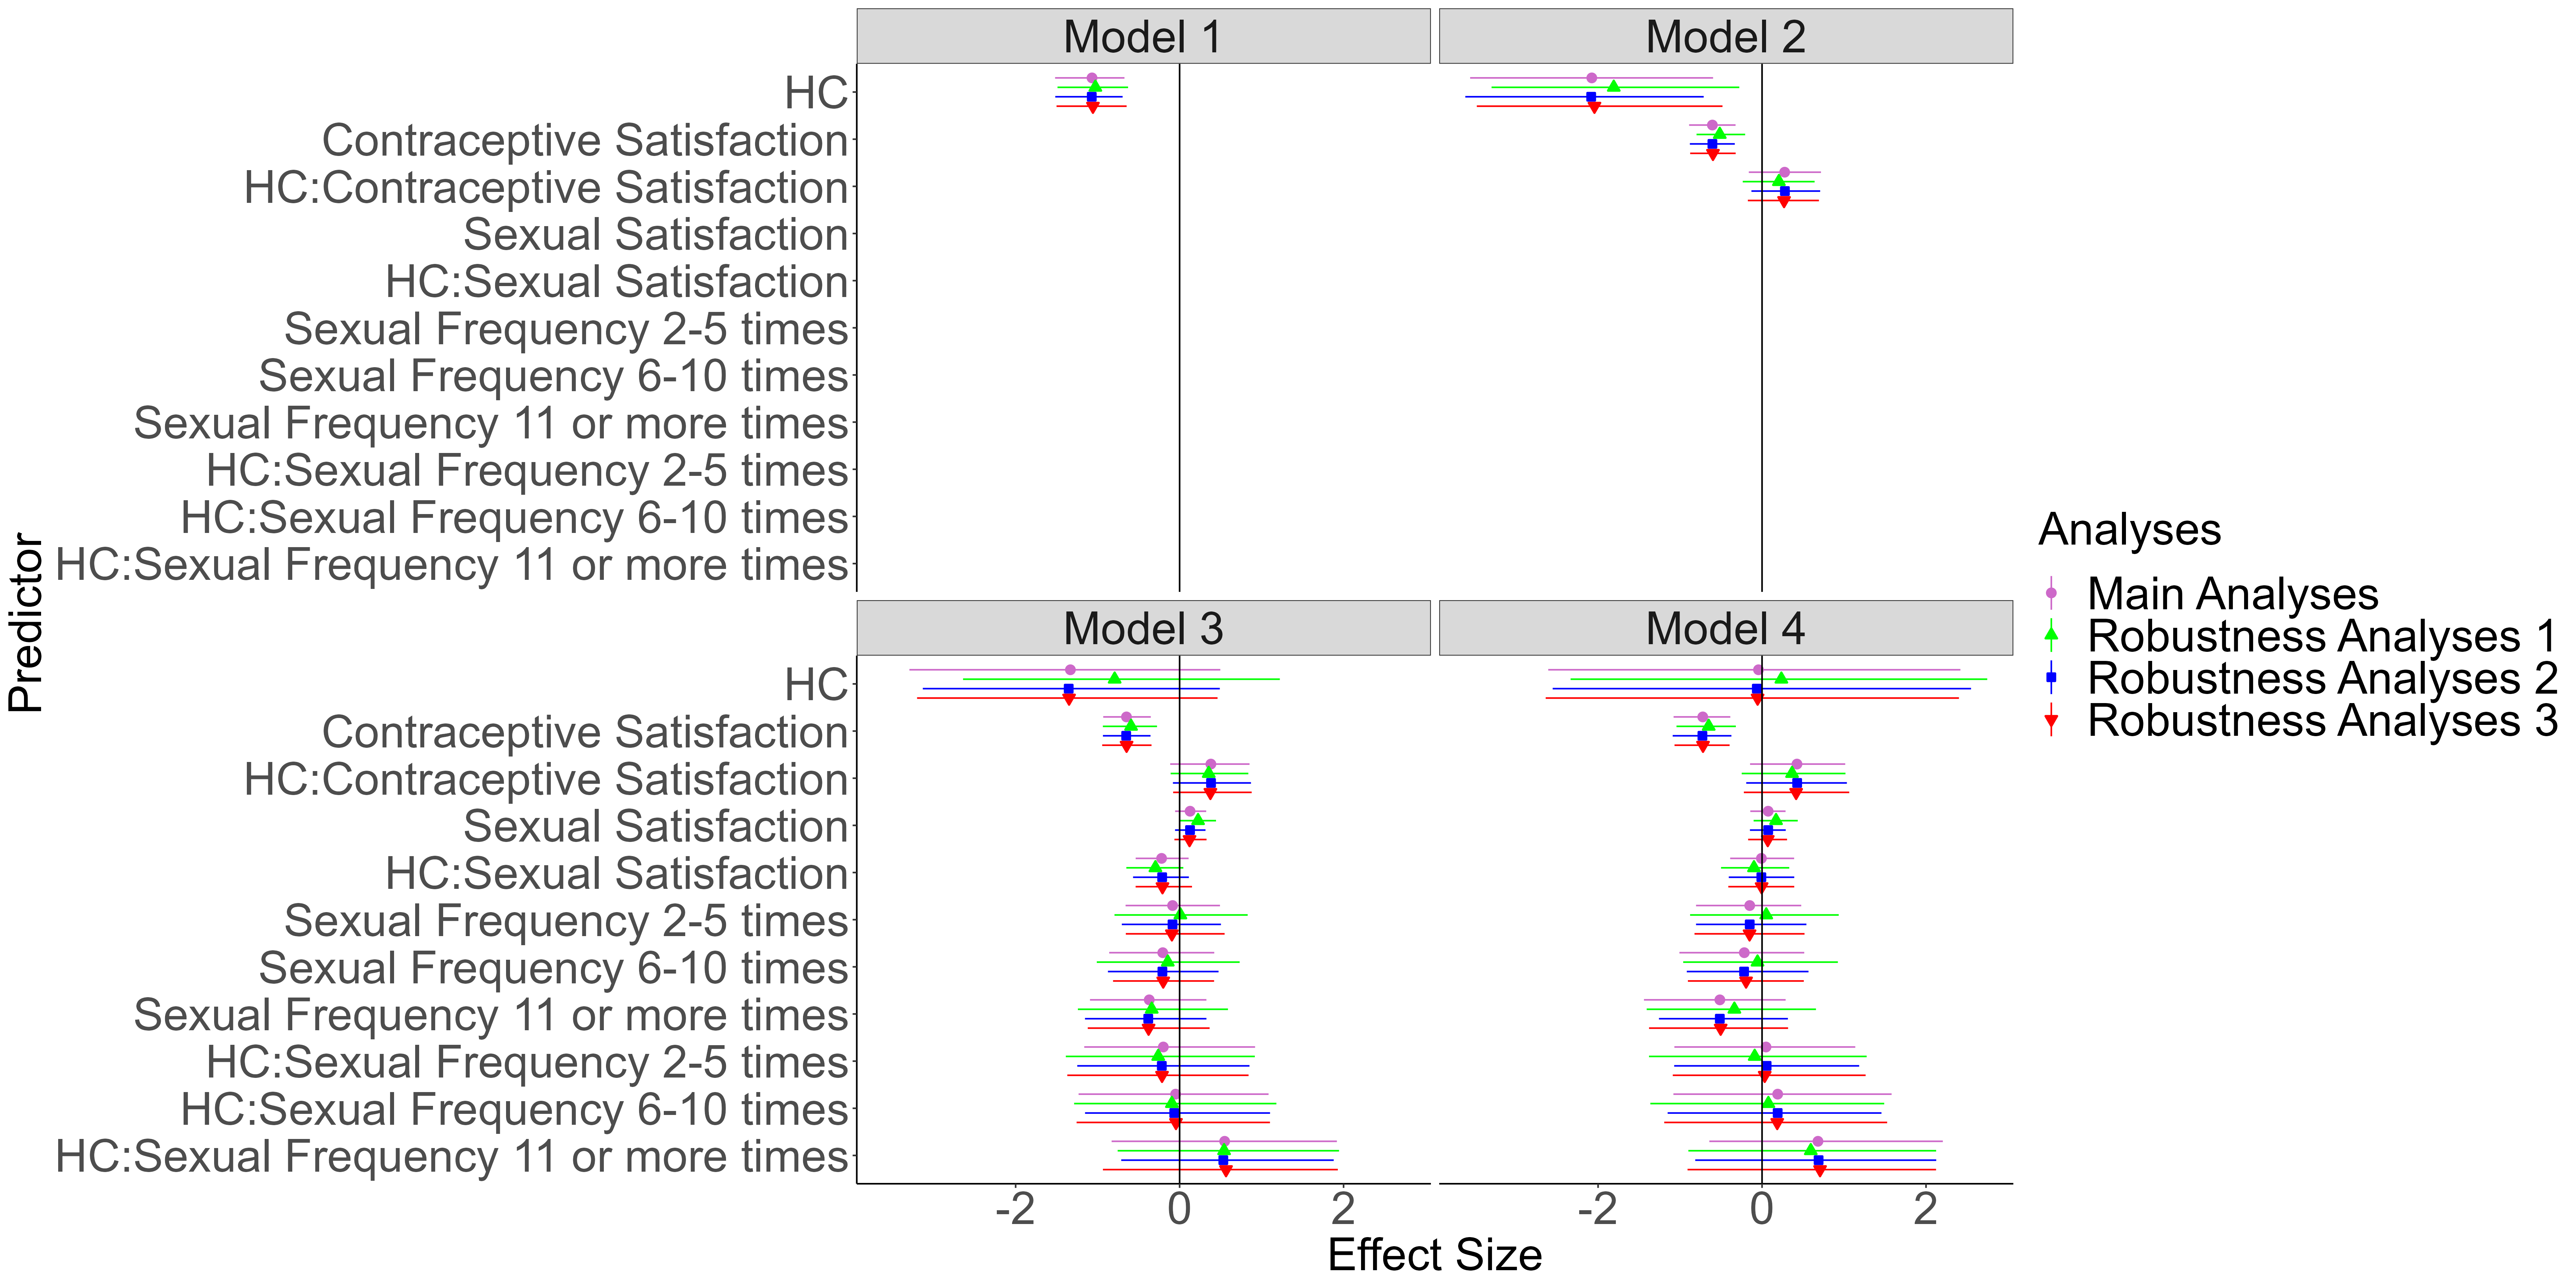 Model 1
Model 2
HC
Contraceptive Satisfaction
HC:Contraceptive Satisfaction
Sexual Satisfaction
HC:Sexual Satisfaction
Sexual Frequency 2-5 times
Sexual Frequency 6-10 times
Sexual Frequency 11 or more times
HC:Sexual Frequency 2-5 times
HC:Sexual Frequency 6-10 times
HC:Sexual Frequency 11 or more times
Predictor
Model 3
Model 4
HC
Contraceptive Satisfaction
HC:Contraceptive Satisfaction
Sexual Satisfaction
HC:Sexual Satisfaction
Sexual Frequency 2-5 times
Sexual Frequency 6-10 times
Sexual Frequency 11 or more times
HC:Sexual Frequency 2-5 times
HC:Sexual Frequency 6-10 times
HC:Sexual Frequency 11 or more times
-2 0 2
-2 0 2
Effect Size
Analyses
Main Analyses
Robustness Analyses 1
Robustness Analyses 2
Robustness Analyses 3